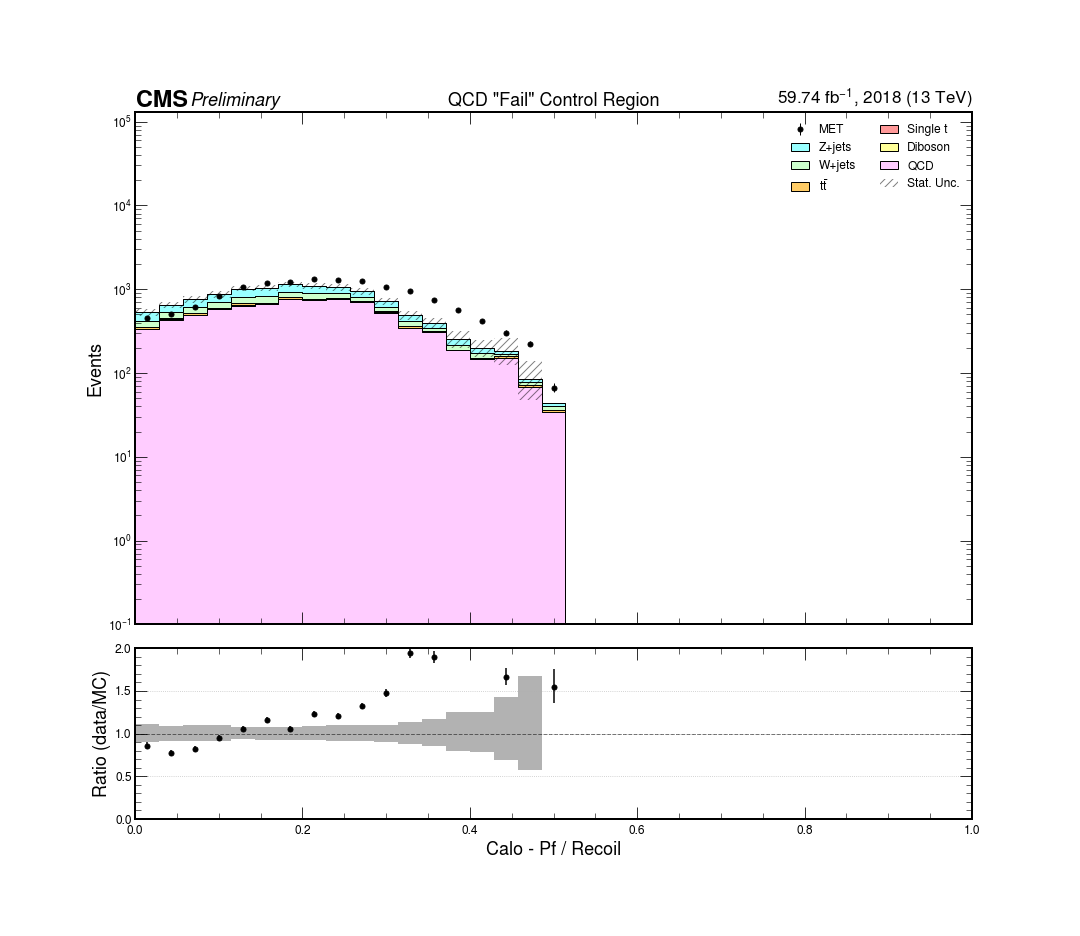 CMS Preliminary
QCD "Fail" Control Region
59.74 fb⁻¹, 2018 (13 TeV)
MET
Z+jets
W+jets
tt̄
Single t
Diboson
QCD
Stat. Unc.
Events
10⁵
10⁴
10³
10²
10¹
10⁰
10⁻¹
Ratio (data/MC)
2.0
1.5
1.0
0.5
0.0
0.0 0.2 0.4 0.6 0.8 1.0
Calo - Pf / Recoil